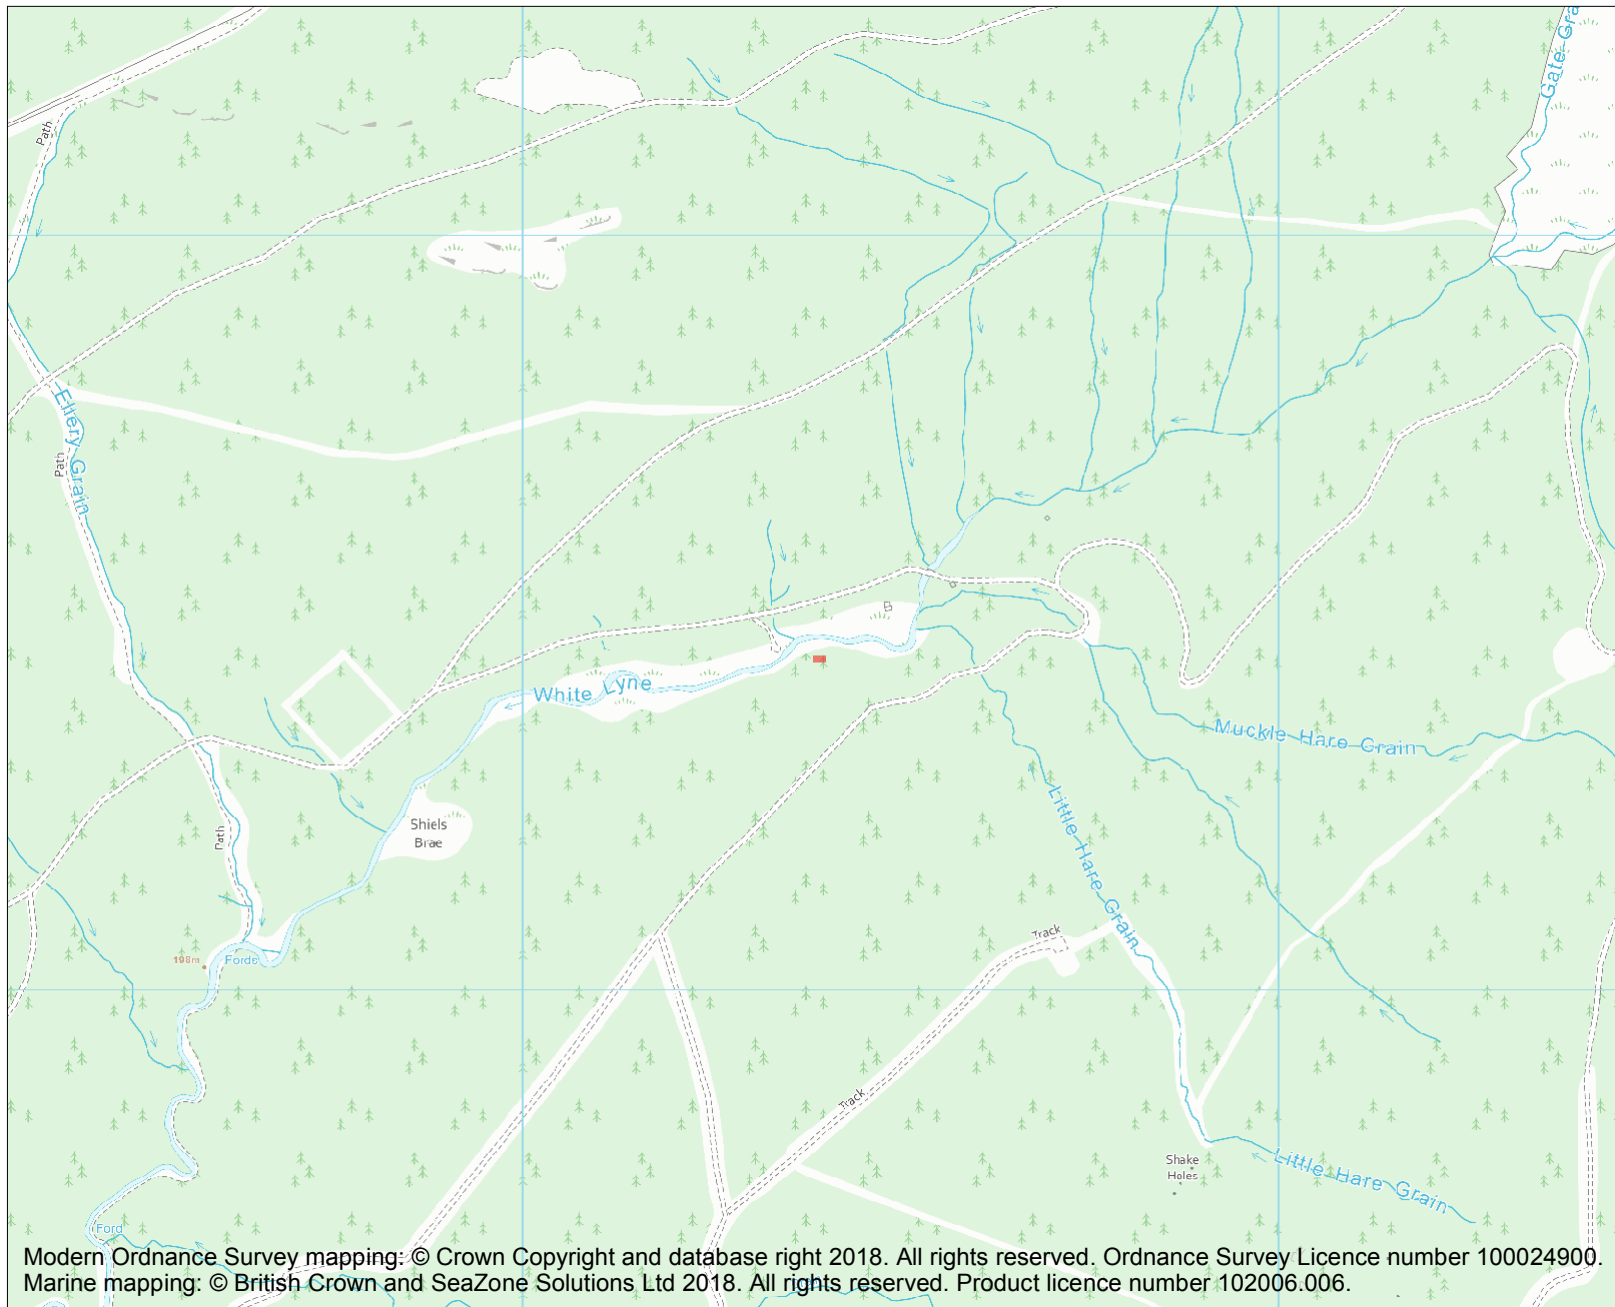 Gate Gra
Path
Ellery Grain
Path
White Lyne
Muckle Hare Grain
Little Hare Grain
Shiels
Brae
Path
Track
198m
Fords
Track
Shake
Holes
Little Hare Grain
Ford
Modern Ordnance Survey mapping: © Crown Copyright and database right 2018. All rights reserved. Ordnance Survey Licence number 100024900.
Marine mapping: © British Crown and SeaZone Solutions Ltd 2018. All rights reserved. Product licence number 102006.006.